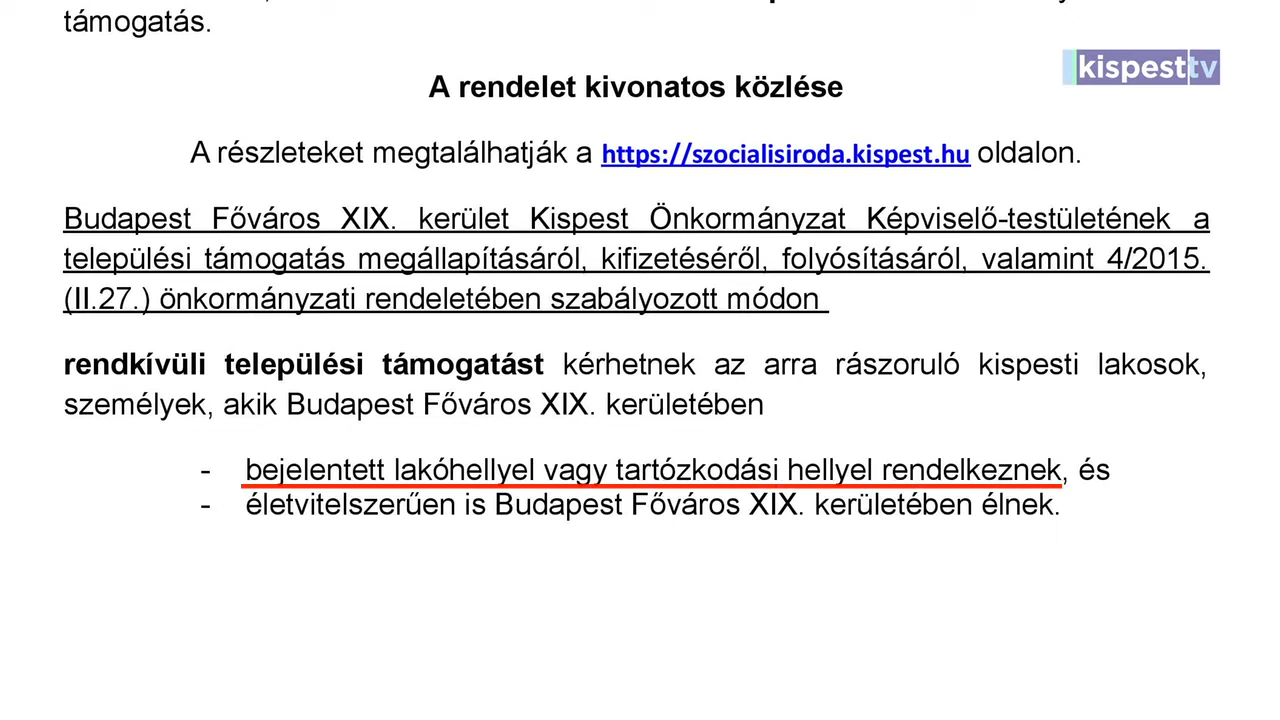 támogatás.
kispest tv
A rendelet kivonatos közlése
A részleteket megtalálhatják a https://szocialisiroda.kispest.hu oldalon.
Budapest Főváros XIX. kerület Kispest Önkormányzat Képviselő-testületének a
települési támogatás megállapításáról, kifizetéséről, folyósításáról, valamint 4/2015.
(II.27.) önkormányzati rendeletében szabályozott módon
rendkívüli települési támogatást kérhetnek az arra rászoruló kispesti lakosok,
személyek, akik Budapest Főváros XIX. kerületében
- bejelentett lakóhellyel vagy tartózkodási hellyel rendelkeznek, és
- életvitelszerűen is Budapest Főváros XIX. kerületében élnek.